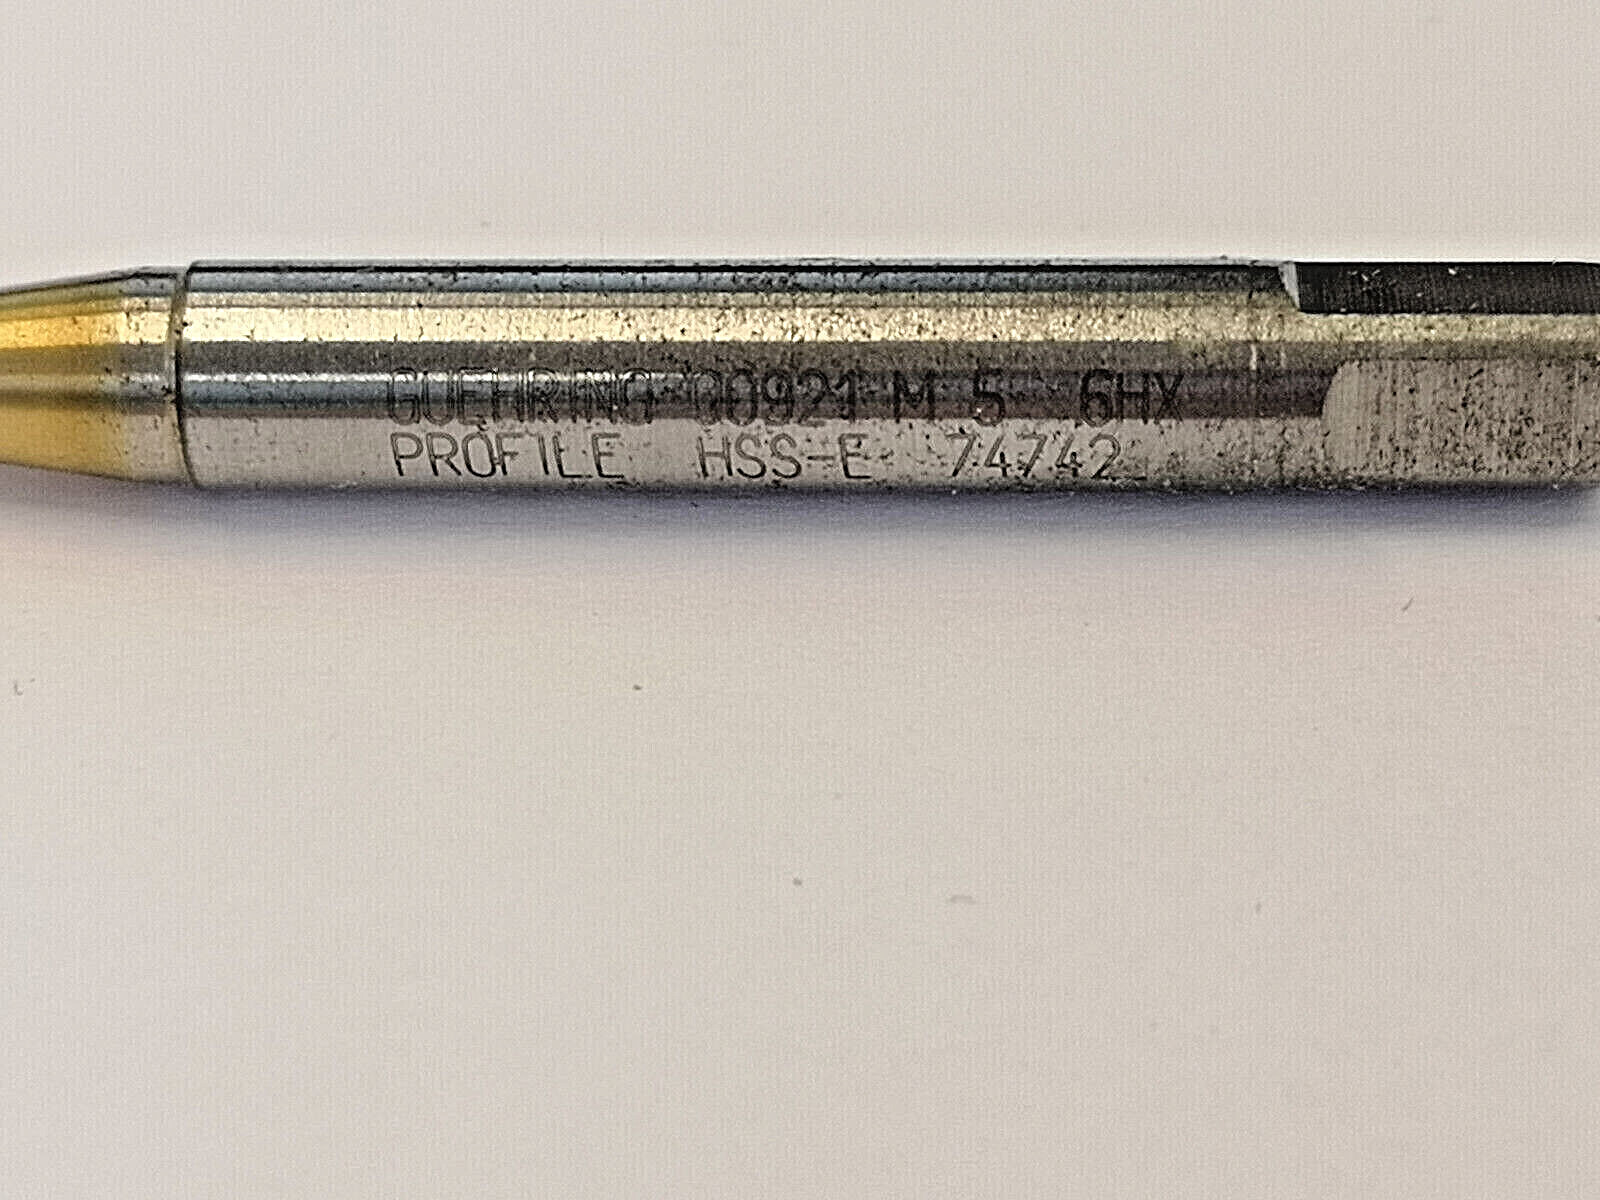 GUEHRING 00921 M 5 6HX
PROFILE HSS-E 74742